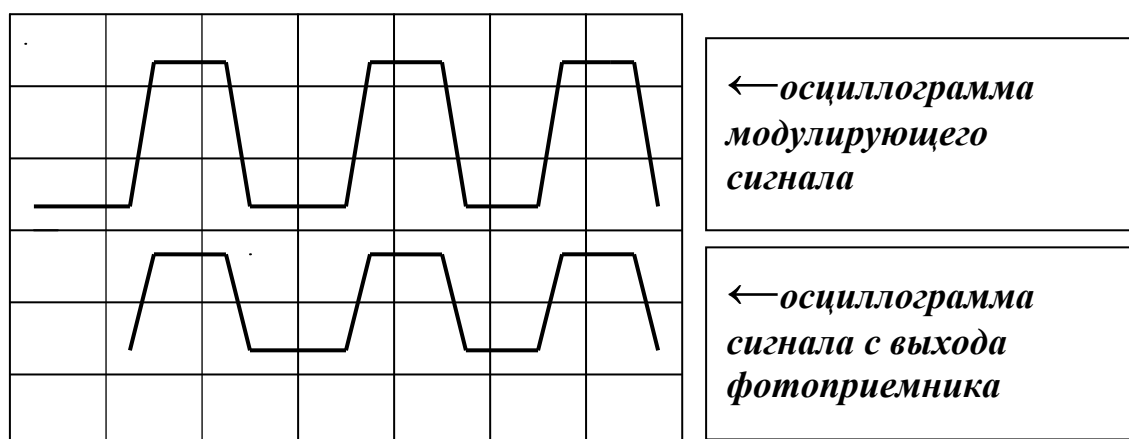 ←осциллограмма
модулирующего
сигнала
←осциллограмма
сигнала с выхода
фотоприемника